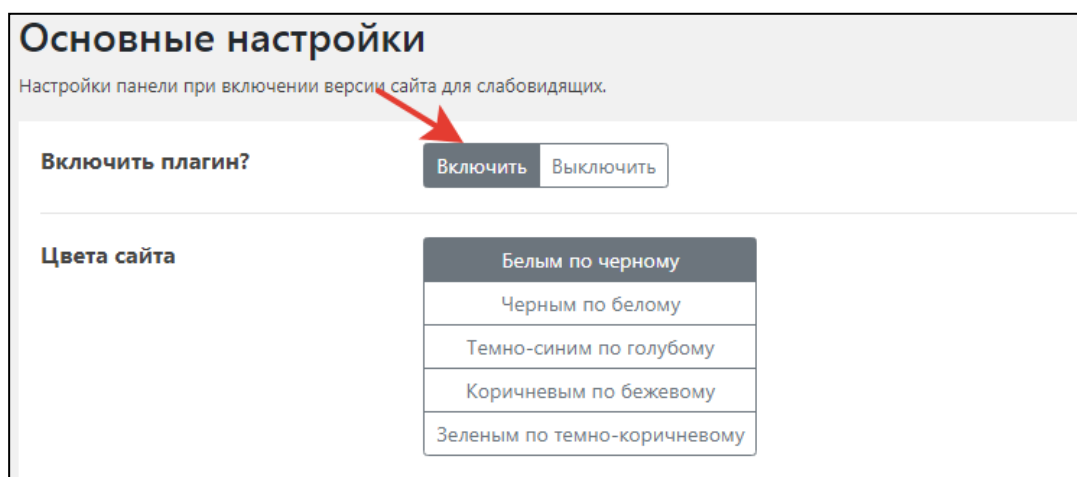 Основные настройки
Настройки панели при включении версии сайта для слабовидящих.
Включить плагин?
Включить Выключить
Цвета сайта
Белым по черному
Черным по белому
Темно-синим по голубому
Коричневым по бежевому
Зеленым по темно-коричневому